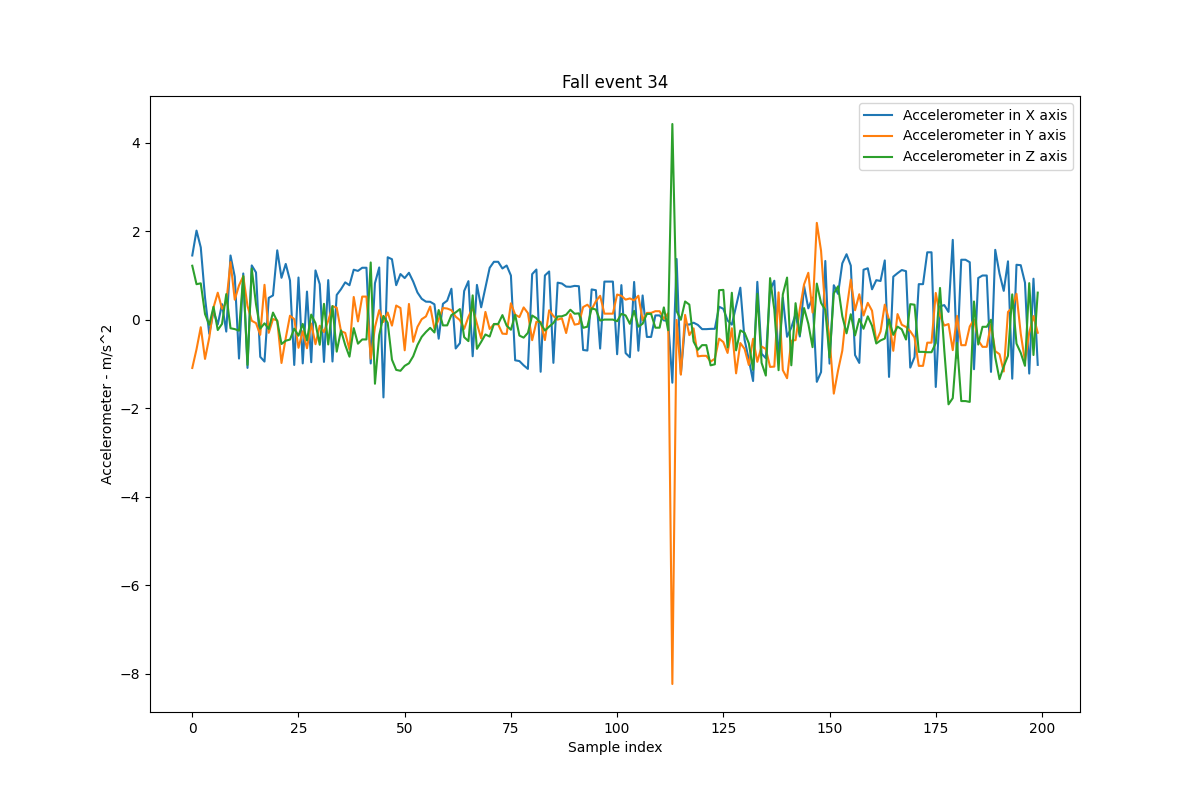 Fall event 34
Accelerometer in X axis
Accelerometer in Y axis
Accelerometer in Z axis
Accelerometer - m/s^2
4
2
0
−2
−4
−6
−8
0 25 50 75 100 125 150 175 200
Sample index